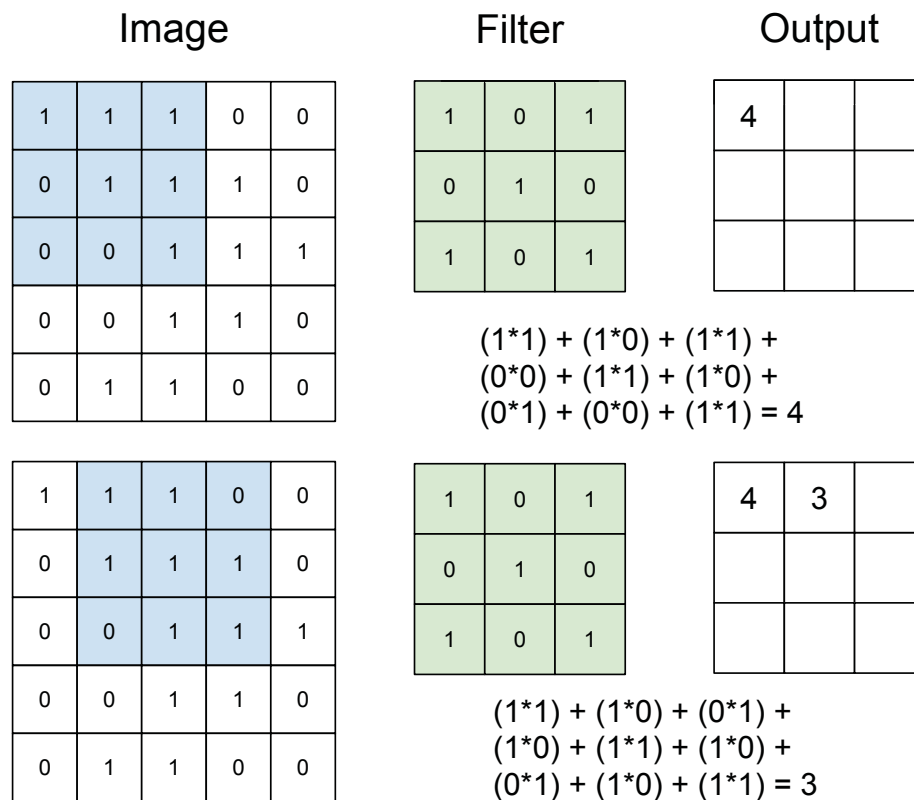 Image Filter Output
1 1 1 0 0
0 1 1 1 0
0 0 1 1 1
0 0 1 1 0
0 1 1 0 0
1 0 1
0 1 0
1 0 1
4
(1*1) + (1*0) + (1*1) +
(0*0) + (1*1) + (1*0) +
(0*1) + (0*0) + (1*1) = 4
1 1 1 0 0
0 1 1 1 0
0 0 1 1 1
0 0 1 1 0
0 1 1 0 0
1 0 1
0 1 0
1 0 1
4 3
(1*1) + (1*0) + (0*1) +
(1*0) + (1*1) + (1*0) +
(0*1) + (1*0) + (1*1) = 3